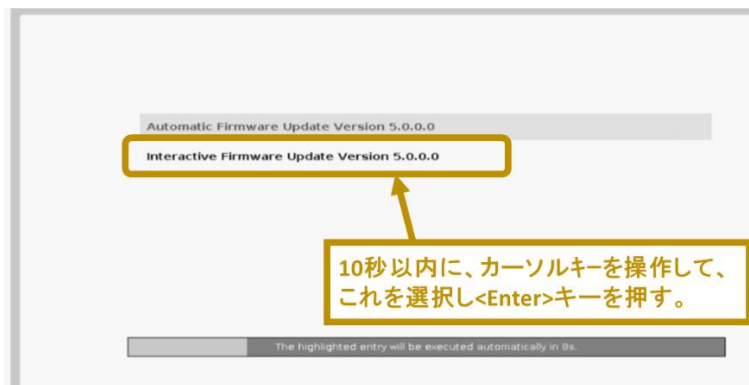 Automatic Firmware Update Version 5.0.0.0
Interactive Firmware Update Version 5.0.0.0
10秒以内に、カーソルキーを操作して、
これを選択し<Enter>キーを押す。
The highlighted entry will be executed automatically in 8s.